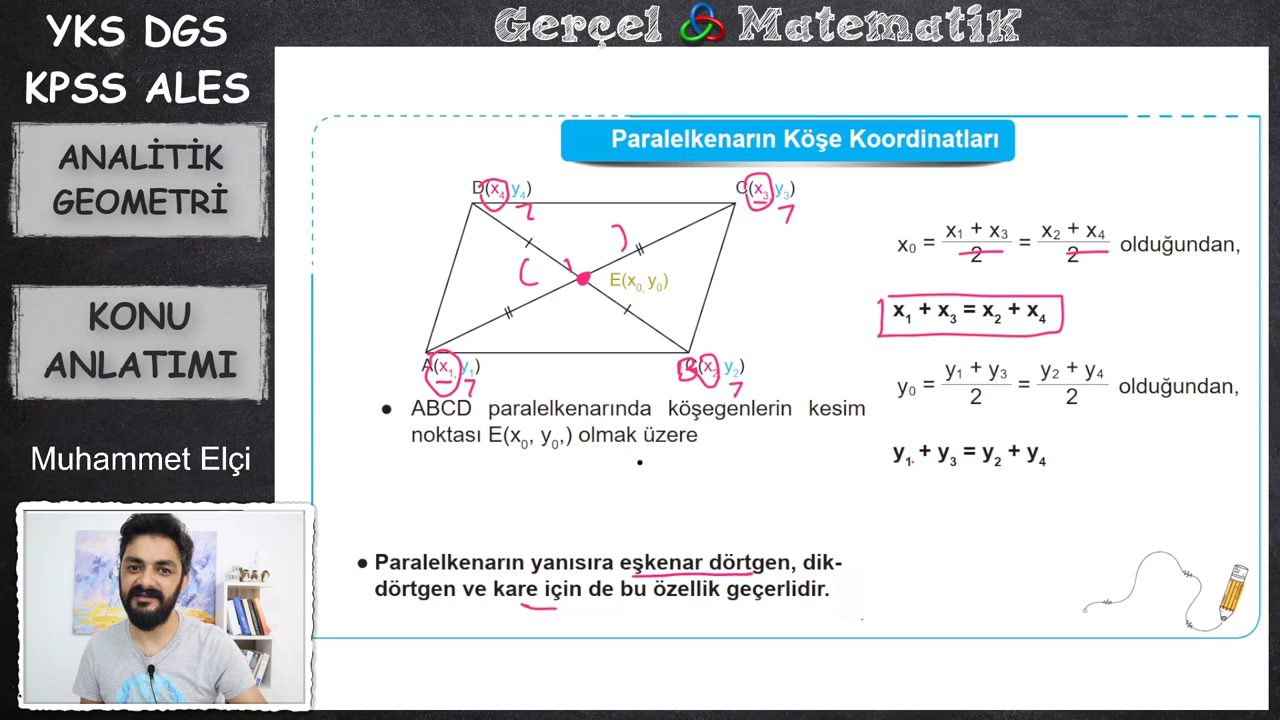 YKS DGS
KPSS ALES
ANALİTİK
GEOMETRİ
KONU
ANLATIMI
Muhammet Elçi
Gerçel Matematik
Paralelkenarın Köşe Koordinatları
D(x₄ y₄)
C(x₃ y₃)
E(x₀, y₀)
A(x₁, y₁)
B(x₂ y₂)
• ABCD paralelkenarında köşegenlerin kesim
noktası E(x₀, y₀,) olmak üzere
x₀ = (x₁ + x₃)/2 = (x₂ + x₄)/2 olduğundan,
x₁ + x₃ = x₂ + x₄
y₀ = (y₁ + y₃)/2 = (y₂ + y₄)/2 olduğundan,
y₁ + y₃ = y₂ + y₄
• Paralelkenarın yanısıra eşkenar dörtgen, dik-
dörtgen ve kare için de bu özellik geçerlidir.